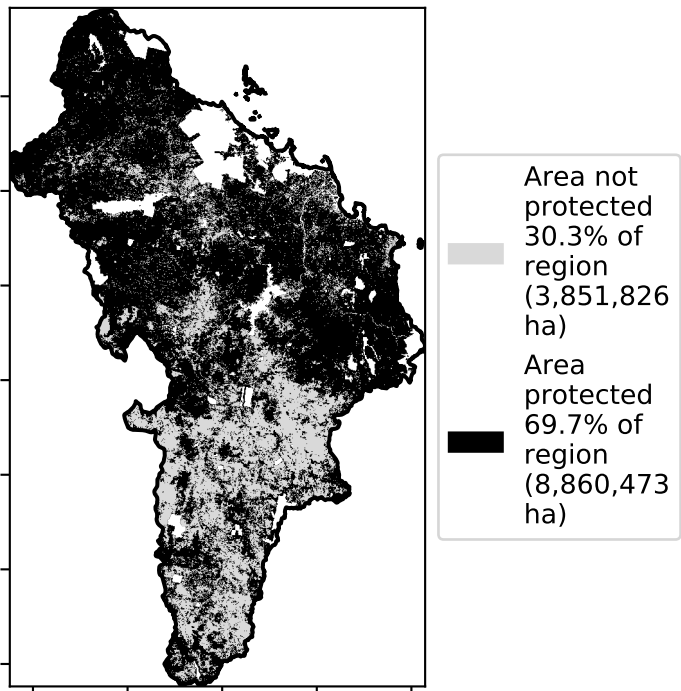 Area not
protected
30.3% of
region
(3,851,826
ha)
Area
protected
69.7% of
region
(8,860,473
ha)